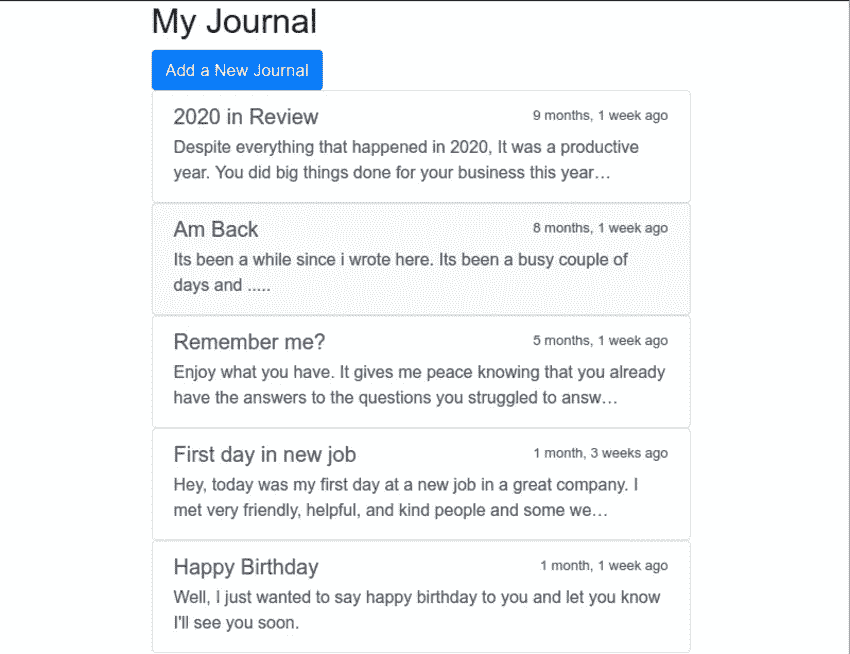 My Journal
Add a New Journal
2020 in Review 9 months, 1 week ago
Despite everything that happened in 2020, It was a productive
year. You did big things done for your business this year…
Am Back 8 months, 1 week ago
Its been a while since i wrote here. Its been a busy couple of
days and .....
Remember me? 5 months, 1 week ago
Enjoy what you have. It gives me peace knowing that you already
have the answers to the questions you struggled to answ…
First day in new job 1 month, 3 weeks ago
Hey, today was my first day at a new job in a great company. I
met very friendly, helpful, and kind people and some we…
Happy Birthday 1 month, 1 week ago
Well, I just wanted to say happy birthday to you and let you know
I'll see you soon.